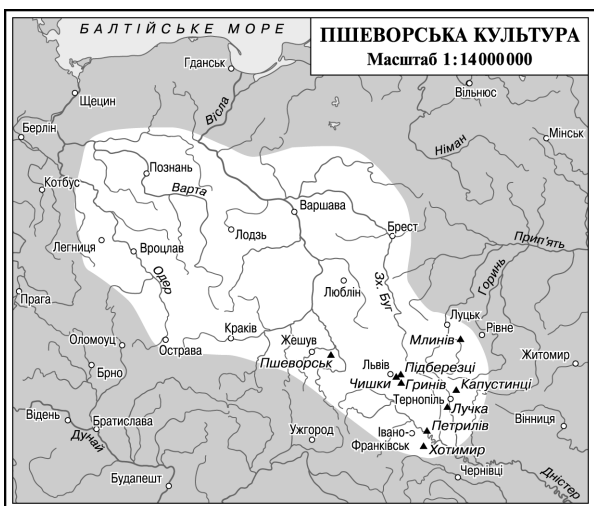 БАЛТІЙСЬКЕ МОРЕ
ПШЕВОРСЬКА КУЛЬТУРА
Масштаб 1:14000000
Гданськ
Щецин
Вісла
Вільнюс
Берлін
Німан
Мінськ
Познань
Котбус
Варта
Варшава
Брест
Лодзь
Прип'ять
Легниця
Вроцлав
Горинь
Одер
Люблін
Зх. Буг
Прага
Луцьк
Рівне
Млинів
Краків
Жешув
Оломоуц
Острава
Пшеворськ
Житомир
Львів
Підберезці
Брно
Чишки
Гринів
Капустинці
Тернопіль
Лучка
Відень
Братислава
Вінниця
Ужгород
Івано-
Франківськ
Петрилів
Дунай
Хотимир
Чернівці
Будапешт
Дністер